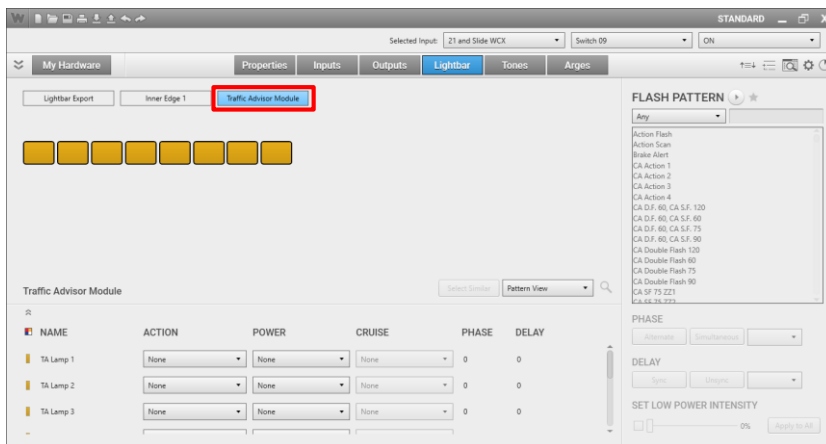 W STANDARD
Selected Input: 21 and Slide WCX Switch 09 ON
My Hardware Properties Inputs Outputs Lightbar Tones Arges
Lightbar Export Inner Edge 1 Traffic Advisor Module
FLASH PATTERN
Any
Action Flash
Action Scan
Brake Alert
CA Action 1
CA Action 2
CA Action 3
CA Action 4
CA D.F. 60, CA S.F. 120
CA D.F. 60, CA S.F. 60
CA D.F. 60, CA S.F. 75
CA D.F. 60, CA S.F. 90
CA Double Flash 120
CA Double Flash 60
CA Double Flash 75
CA Double Flash 90
CA SF 75 ZZ1
Traffic Advisor Module Select Similar Pattern View
NAME ACTION POWER CRUISE PHASE DELAY
TA Lamp 1 None None None 0 0
TA Lamp 2 None None None 0 0
TA Lamp 3 None None None 0 0
PHASE
Alternate Simultaneous
DELAY
Sync Unsync
SET LOW POWER INTENSITY
0% Apply to All